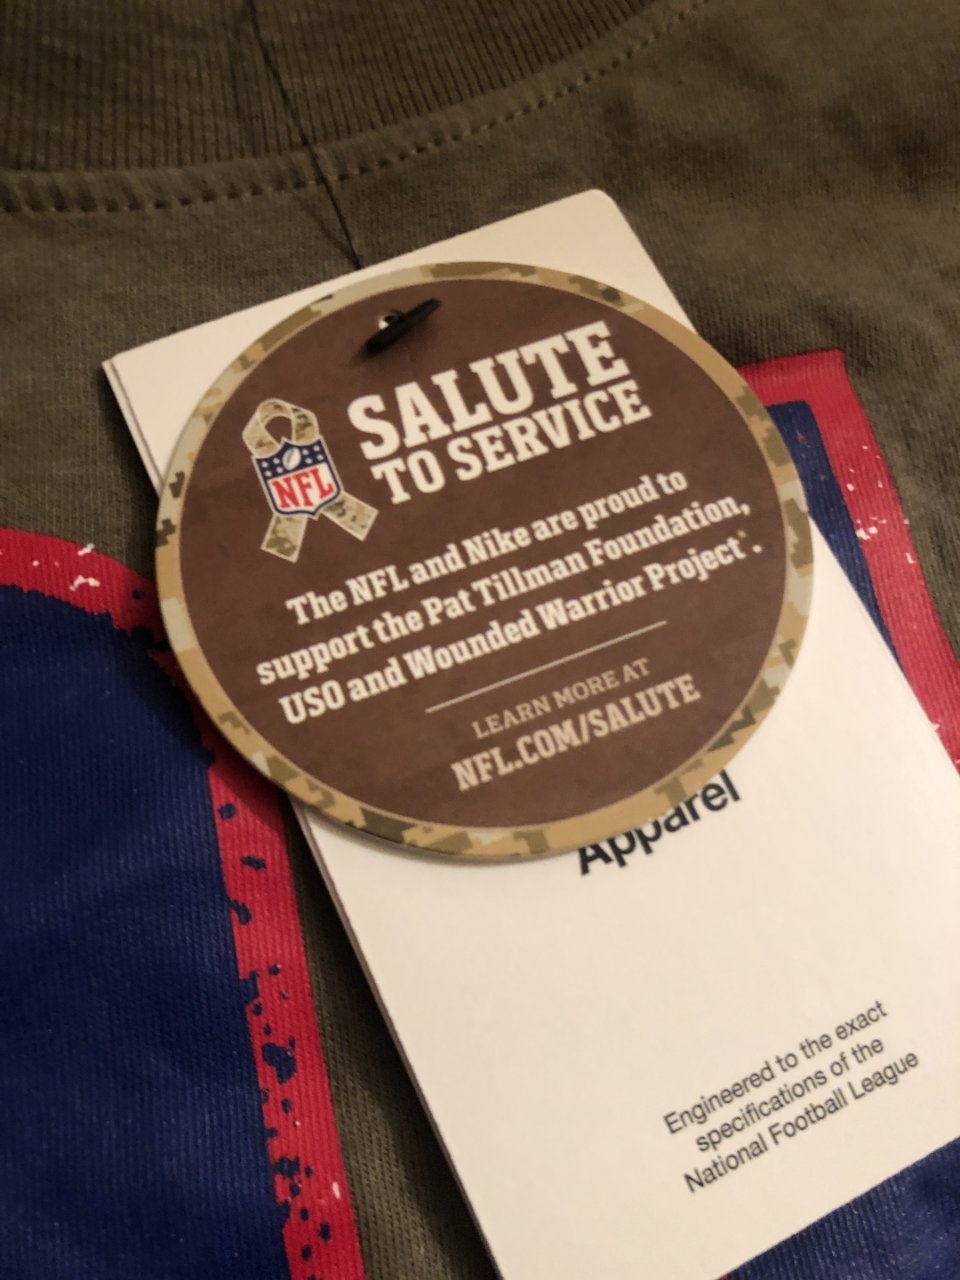 SALUTE
TO SERVICE
NFL
The NFL and Nike are proud to
support the Pat Tillman Foundation,
USO and Wounded Warrior Project®.
LEARN MORE AT
NFL.COM/SALUTE
Apparel
Engineered to the exact
specifications of the
National Football League